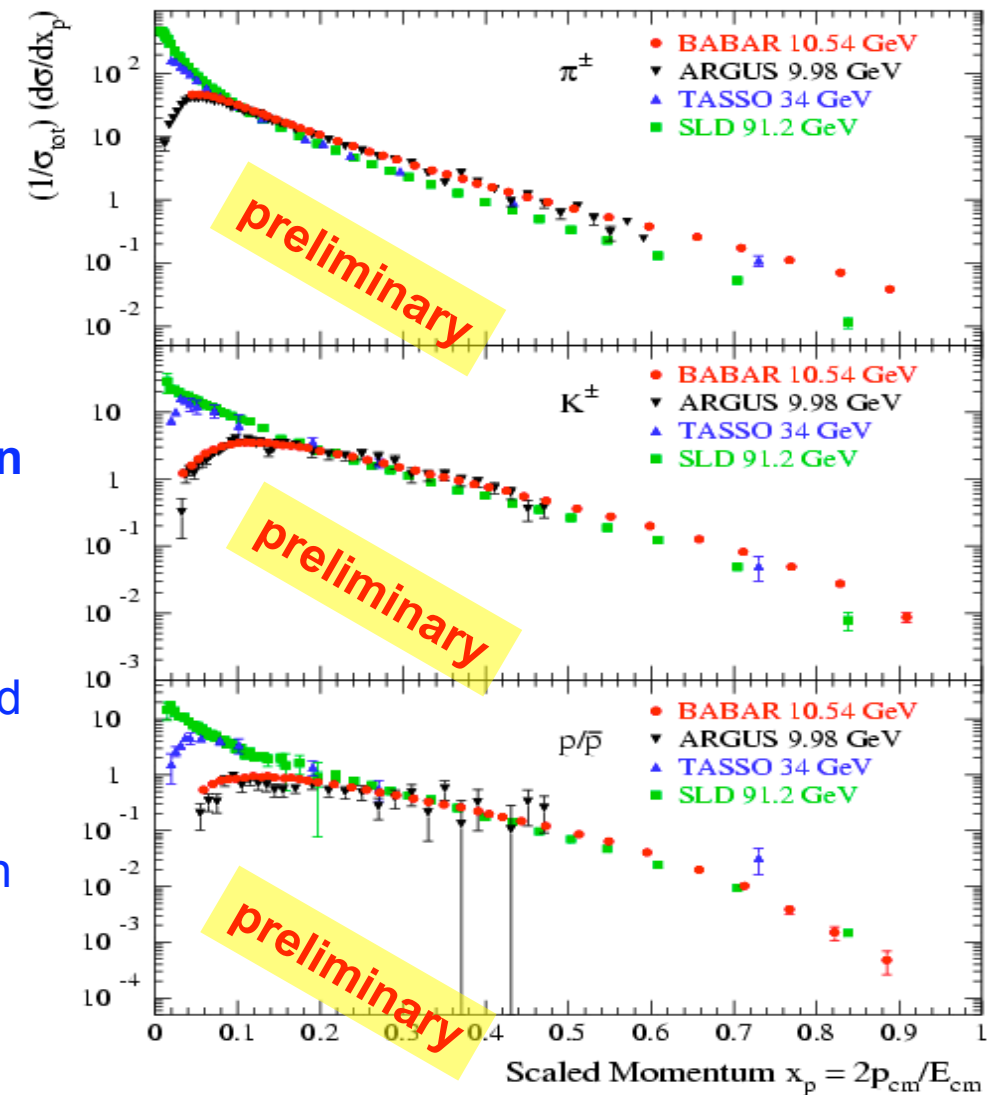 (1/σtot) (dσ/dxp)
π±
BABAR 10.54 GeV
ARGUS 9.98 GeV
TASSO 34 GeV
SLD 91.2 GeV
10 2
10
1
10 -1
10 -2
preliminary
K±
BABAR 10.54 GeV
ARGUS 9.98 GeV
TASSO 34 GeV
SLD 91.2 GeV
10
1
10 -1
10 -2
10 -3
preliminary
n
d
n
p/p̄
BABAR 10.54 GeV
ARGUS 9.98 GeV
TASSO 34 GeV
SLD 91.2 GeV
10
1
10 -1
10 -2
10 -3
10 -4
preliminary
0 0.1 0.2 0.3 0.4 0.5 0.6 0.7 0.8 0.9 1
Scaled Momentum xp = 2pcm/Ecm